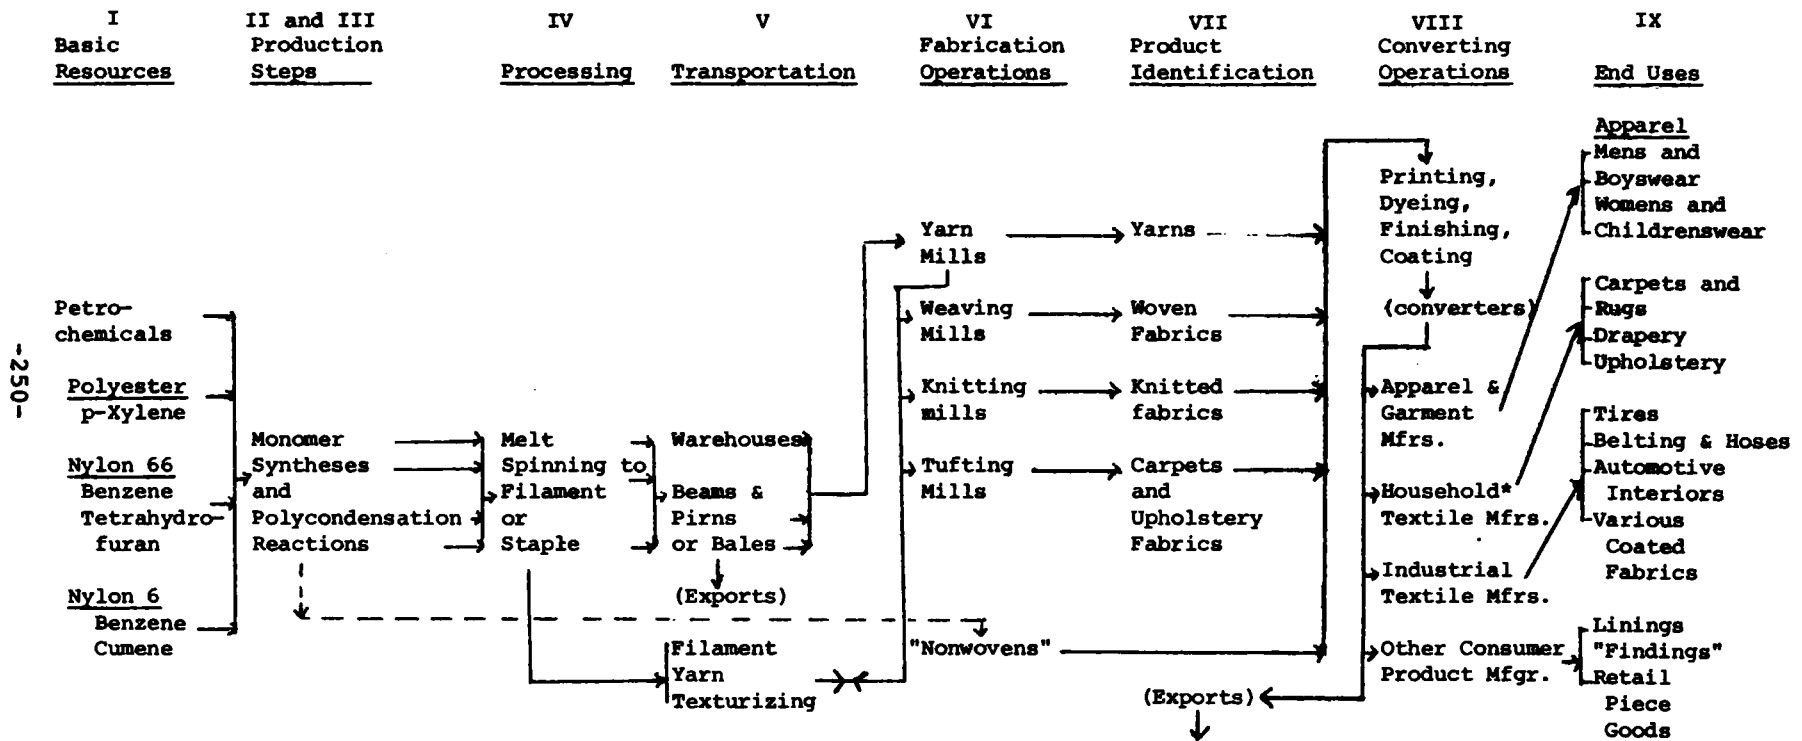 I
Basic
Resources
II and III
Production
Steps
IV
Processing
V
Transportation
VI
Fabrication
Operations
VII
Product
Identification
VIII
Converting
Operations
IX
End Uses
-250-
Petro-
chemicals
Polyester
p-Xylene
Nylon 66
Benzene
Tetrahydro-
furan
Nylon 6
Benzene
Cumene
Monomer
Syntheses
and
Polycondensation
Reactions
Melt
Spinning to
Filament
or
Staple
Warehouses
Beams &
Pirns
or Bales
(Exports)
Filament
Yarn
Texturizing
Yarn
Mills
Weaving
Mills
Knitting
mills
Tufting
Mills
"Nonwovens"
Yarns
Woven
Fabrics
Knitted
fabrics
Carpets
and
Upholstery
Fabrics
(Exports)
Printing,
Dyeing,
Finishing,
Coating
(converters)
Apparel &
Garment
Mfrs.
Household*
Textile Mfrs.
Industrial
Textile Mfrs.
Other Consumer
Product Mfgr.
Apparel
Mens and
Boyswear
Womens and
Childrenswear
Carpets and
Rugs
Drapery
Upholstery
Tires
Belting & Hoses
Automotive
Interiors
Various
Coated
Fabrics
Linings
"Findings"
Retail
Piece
Goods